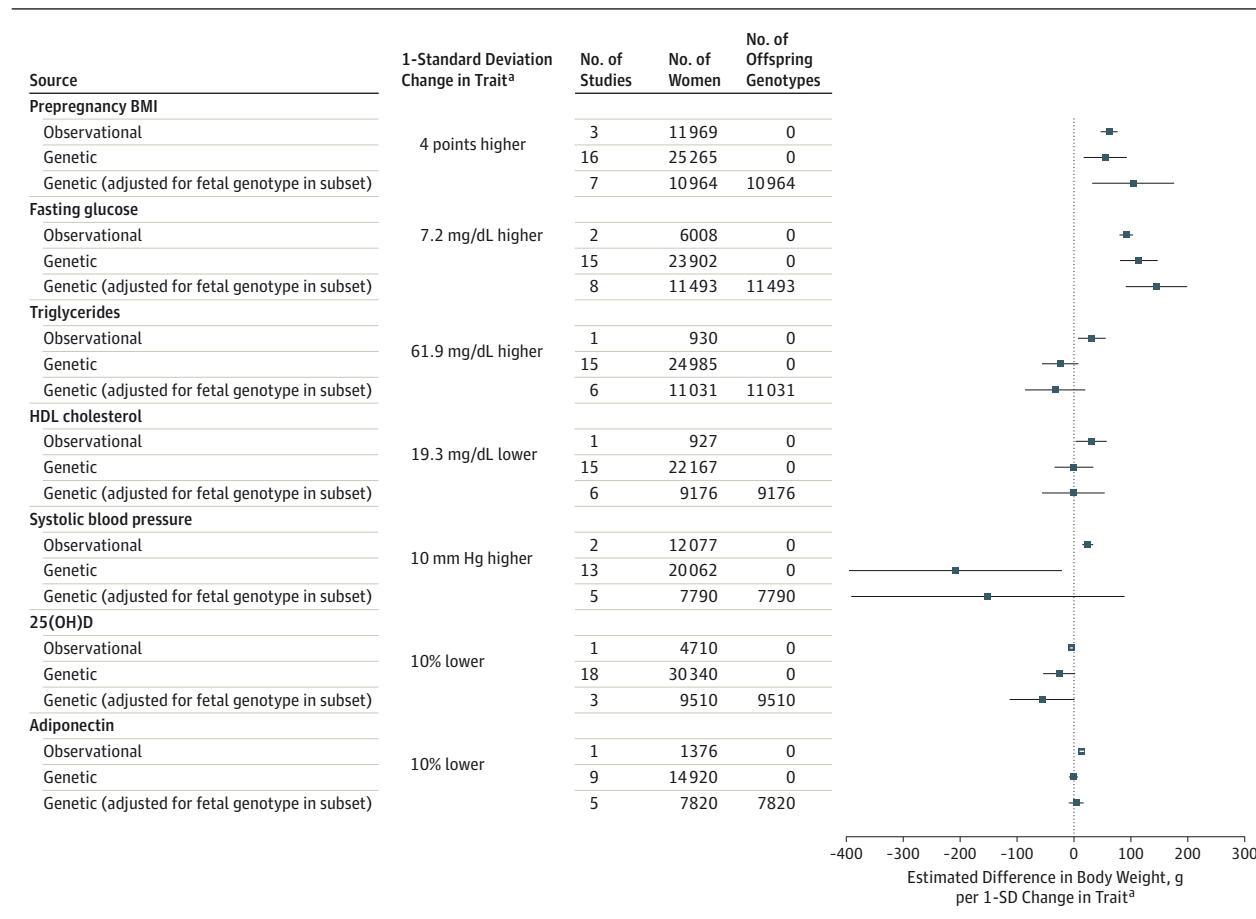 Source 1-Standard Deviation Change in Traitᵃ No. of Studies No. of Women No. of Offspring Genotypes
Prepregnancy BMI
4 points higher
Observational 3 11969 0
Genetic 16 25265 0
Genetic (adjusted for fetal genotype in subset) 7 10964 10964
Fasting glucose
7.2 mg/dL higher
Observational 2 6008 0
Genetic 15 23902 0
Genetic (adjusted for fetal genotype in subset) 8 11493 11493
Triglycerides
61.9 mg/dL higher
Observational 1 930 0
Genetic 15 24985 0
Genetic (adjusted for fetal genotype in subset) 6 11031 11031
HDL cholesterol
19.3 mg/dL lower
Observational 1 927 0
Genetic 15 22167 0
Genetic (adjusted for fetal genotype in subset) 6 9176 9176
Systolic blood pressure
10 mm Hg higher
Observational 2 12077 0
Genetic 13 20062 0
Genetic (adjusted for fetal genotype in subset) 5 7790 7790
25(OH)D
10% lower
Observational 1 4710 0
Genetic 18 30340 0
Genetic (adjusted for fetal genotype in subset) 3 9510 9510
Adiponectin
10% lower
Observational 1 1376 0
Genetic 9 14920 0
Genetic (adjusted for fetal genotype in subset) 5 7820 7820
-400 -300 -200 -100 0 100 200 300
Estimated Difference in Body Weight, g
per 1-SD Change in Traitᵃ